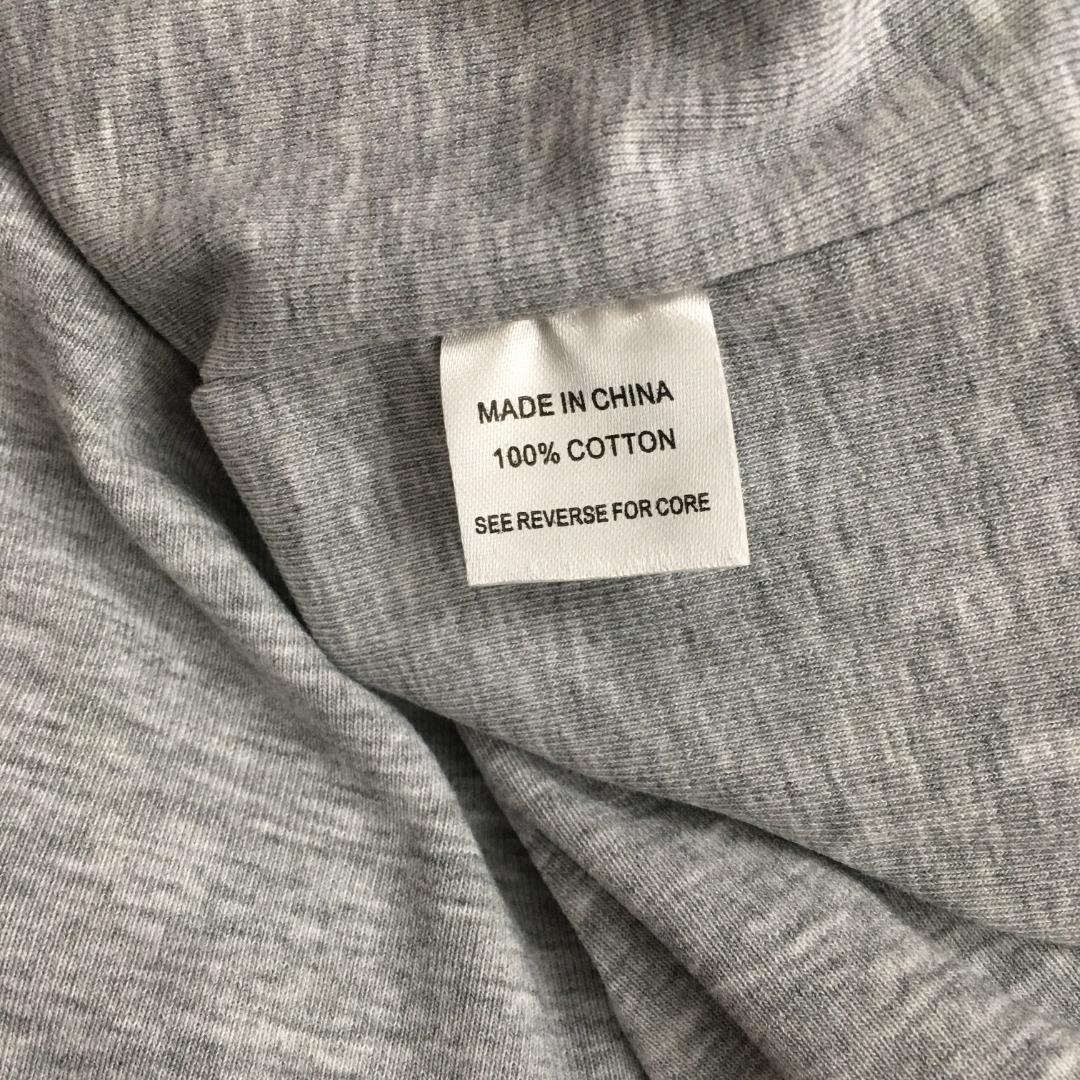 MADE IN CHINA
100% COTTON
SEE REVERSE FOR CORE